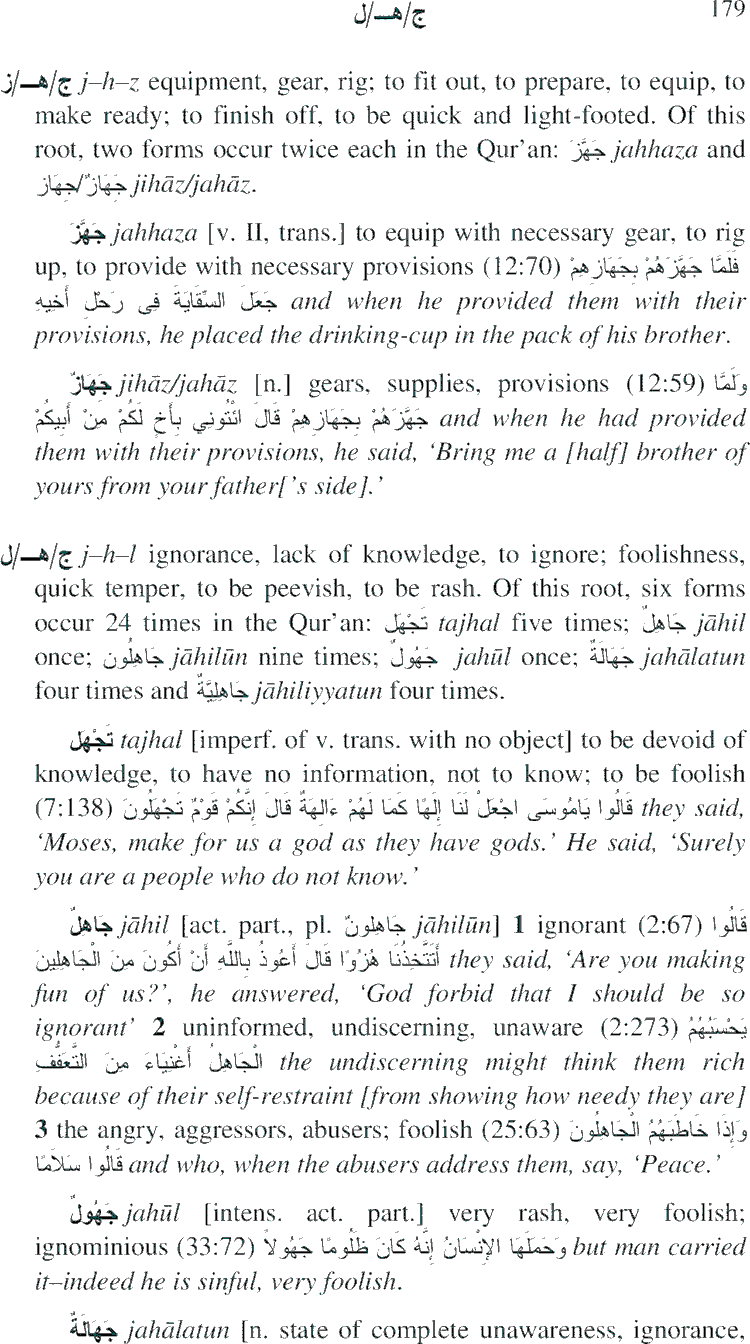 ج/هـ/ل 179
ج/هـ/ز j–h–z equipment, gear, rig; to fit out, to prepare, to equip, to
make ready; to finish off, to be quick and light-footed. Of this
root, two forms occur twice each in the Qur’an: جَهَّزَ jahhaza and
جَهَازٌ/جِهَاز jihāz/jahāz.
جَهَّزَ jahhaza [v. II, trans.] to equip with necessary gear, to rig
up, to provide with necessary provisions (12:70) فَلَمَّا جَهَّزَهُمْ بِجَهَازِهِمْ
جَعَلَ السِّقَايَةَ فِى رَحْلِ أَخِيهِ and when he provided them with their
provisions, he placed the drinking-cup in the pack of his brother.
جَهَازٌ jihāz/jahāz [n.] gears, supplies, provisions (12:59) وَلَمَّا
جَهَّزَهُمْ بِجَهَازِهِمْ قَالَ ائْتُونِي بِأَخٍ لَكُمْ مِنْ أَبِيكُمْ and when he had provided
them with their provisions, he said, ‘Bring me a [half] brother of
yours from your father[’s side].’
ج/هـ/ل j–h–l ignorance, lack of knowledge, to ignore; foolishness,
quick temper, to be peevish, to be rash. Of this root, six forms
occur 24 times in the Qur’an: تَجْهَل tajhal five times; جَاهِلٌ jāhil
once; جَاهِلُون jāhilūn nine times; جَهُولٌ jahūl once; جَهَالَةٌ jahālatun
four times and جَاهِلِيَّةٌ jāhiliyyatun four times.
تَجْهَل tajhal [imperf. of v. trans. with no object] to be devoid of
knowledge, to have no information, not to know; to be foolish
(7:138) قَالُوا يَامُوسَى اجْعَلْ لَنَا إِلَهًا كَمَا لَهُمْ ءَالِهَةٌ قَالَ إِنَّكُمْ قَوْمٌ تَجْهَلُونَ they said,
‘Moses, make for us a god as they have gods.’ He said, ‘Surely
you are a people who do not know.’
جَاهِلٌ jāhil [act. part., pl. جَاهِلونٌ jāhilūn] 1 ignorant (2:67) قَالُوا
أَتَتَّخِذُنَا هُزُوًا قَالَ أَعُوذُ بِاللَّهِ أَنْ أَكُونَ مِنَ الْجَاهِلِينَ they said, ‘Are you making
fun of us?’, he answered, ‘God forbid that I should be so
ignorant’ 2 uninformed, undiscerning, unaware (2:273) يَحْسَبُهُمُ
الْجَاهِلُ أَغْنِيَاءَ مِنَ التَّعَفُّفِ the undiscerning might think them rich
because of their self-restraint [from showing how needy they are]
3 the angry, aggressors, abusers; foolish (25:63) وَإِذَا خَاطَبَهُمُ الْجَاهِلُونَ
قَالُوا سَلَامًا and who, when the abusers address them, say, ‘Peace.’
جَهُولٌ jahūl [intens. act. part.] very rash, very foolish;
ignominious (33:72) وَحَمَلَهَا الإِنْسَانُ إِنَّهُ كَانَ ظَلُومًا جَهُولاً but man carried
it–indeed he is sinful, very foolish.
جَهَالَةٌ jahālatun [n. state of complete unawareness, ignorance,